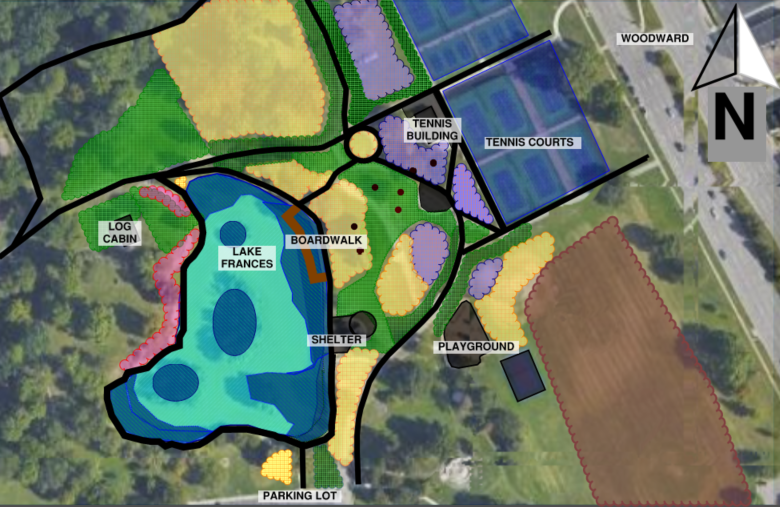 WOODWARD
N
TENNIS
BUILDING
TENNIS COURTS
LOG
CABIN
BOARDWALK
LAKE
FRANCES
SHELTER
PLAYGROUND
PARKING LOT